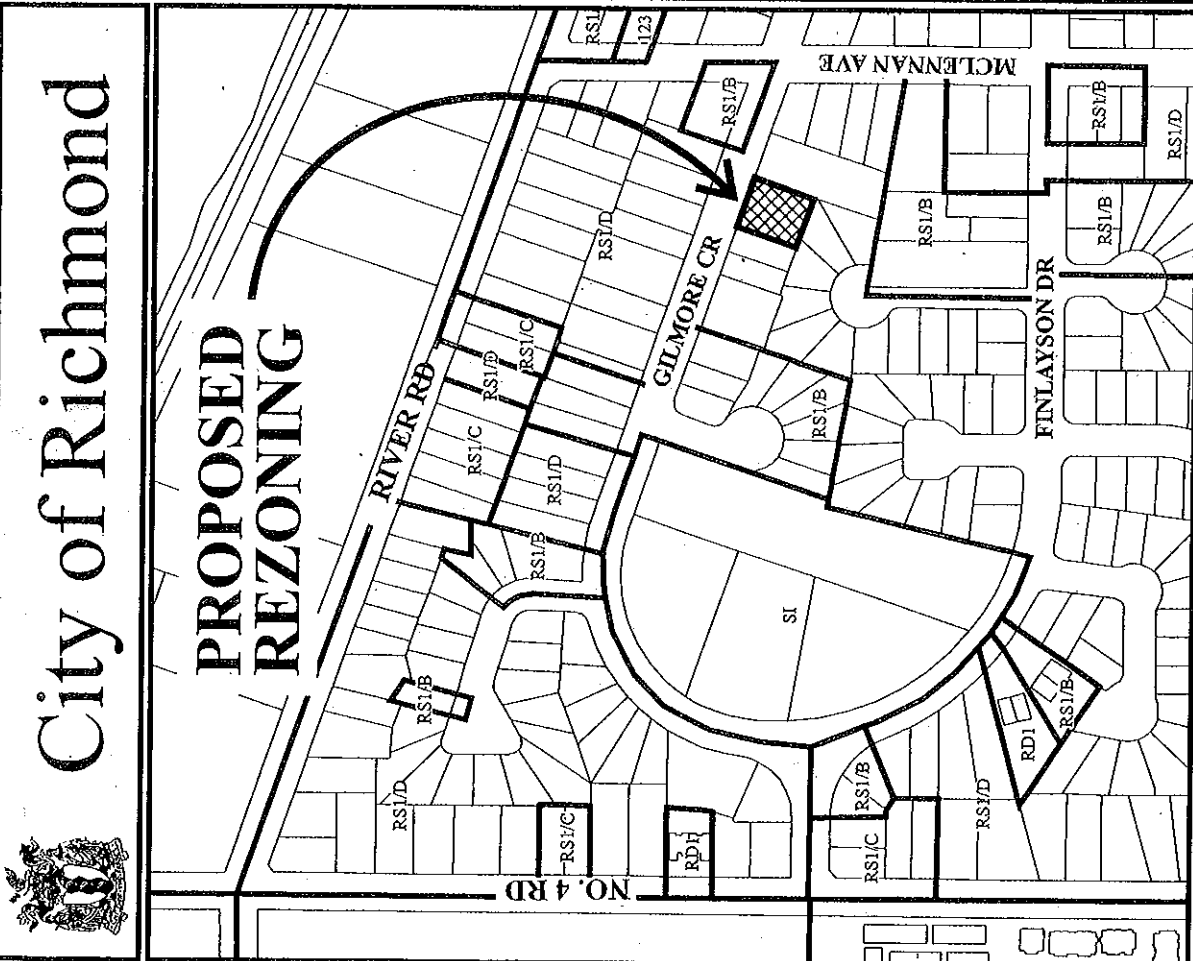 City of Richmond
PROPOSED
REZONING
RIVER RD
GILMORE CR
MCLENNAN AVE
FINLAYSON DR
NO. 4 RD
RS1/
123
RS1/B
RS1/D
RS1/C
RS1/D
RS1/C
RS1/D
RS1/B
RS1/B
RS1/D
RS1/C
RD1
RS1/B
RS1/B
RS1/B
RS1/D
RS1/B
SI
RS1/B
RS1/C
RS1/D
RD1
RS1/B